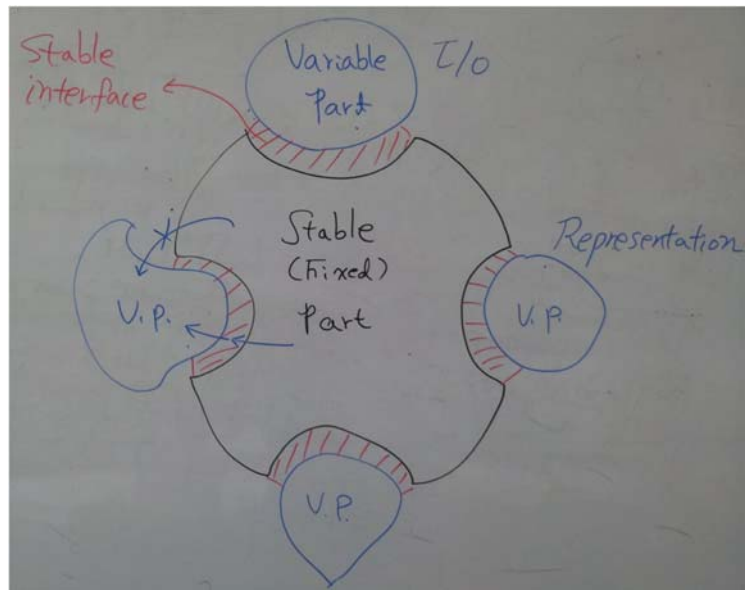 Stable
interface
Variable
Part
I/O
Stable
(Fixed)
Part
Representation
V.P.
V.P.
V.P.